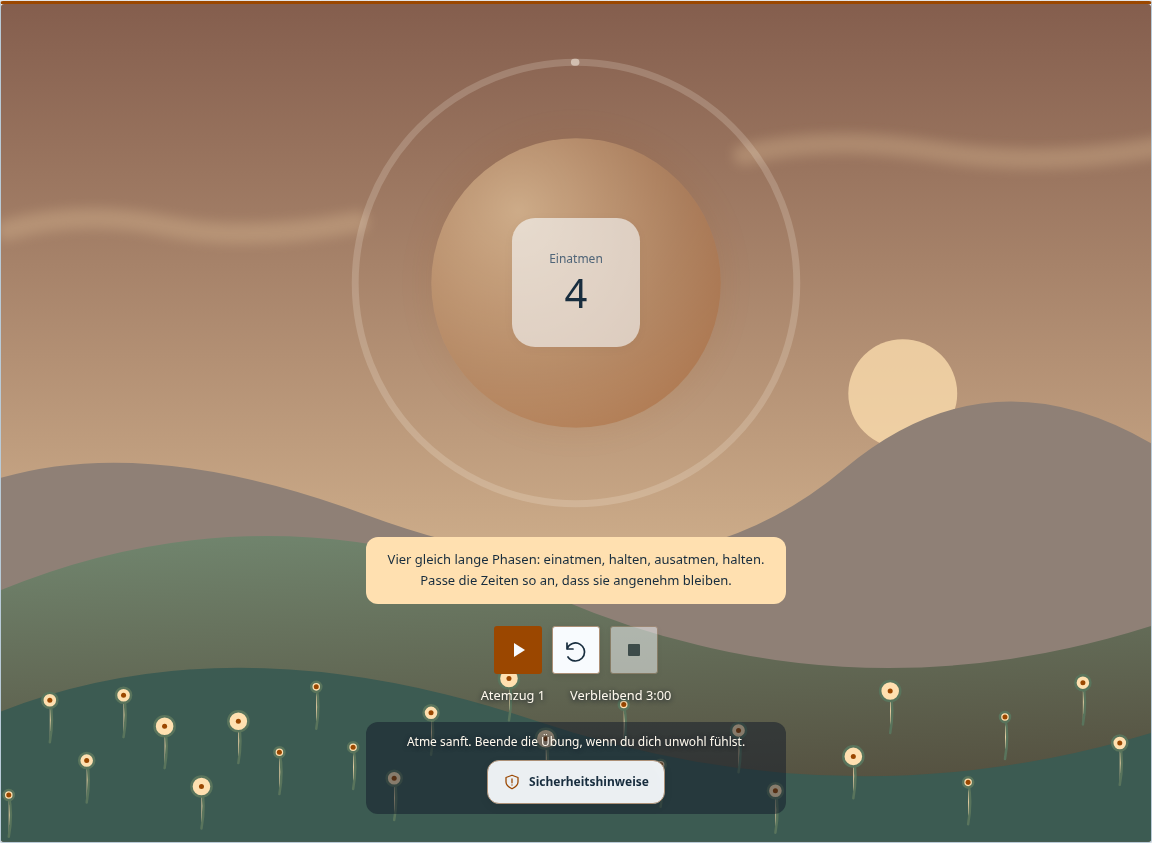 Einatmen
4
Vier gleich lange Phasen: einatmen, halten, ausatmen, halten.
Passe die Zeiten so an, dass sie angenehm bleiben.
Atemzug 1 Verbleibend 3:00
Atme sanft. Beende die Übung, wenn du dich unwohl fühlst.
Sicherheitshinweise